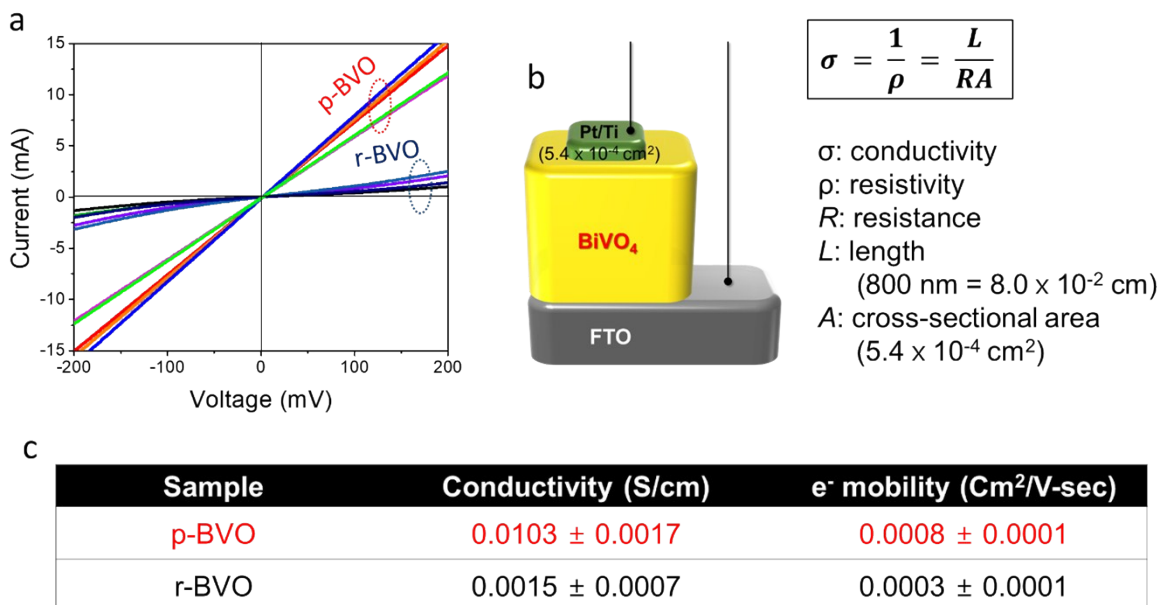 a
15
10
5
0
-5
-10
-15
-200
-100
0
100
200
Current (mA)
Voltage (mV)
p-BVO
r-BVO
b
Pt/Ti
(5.4 x 10⁻⁴ cm²)
BiVO₄
FTO
σ = 1/ρ = L/RA
σ: conductivity
ρ: resistivity
R: resistance
L: length
(800 nm = 8.0 x 10⁻² cm)
A: cross-sectional area
(5.4 x 10⁻⁴ cm²)
c
Sample Conductivity (S/cm) e⁻ mobility (Cm²/V-sec)
p-BVO 0.0103 ± 0.0017 0.0008 ± 0.0001
r-BVO 0.0015 ± 0.0007 0.0003 ± 0.0001